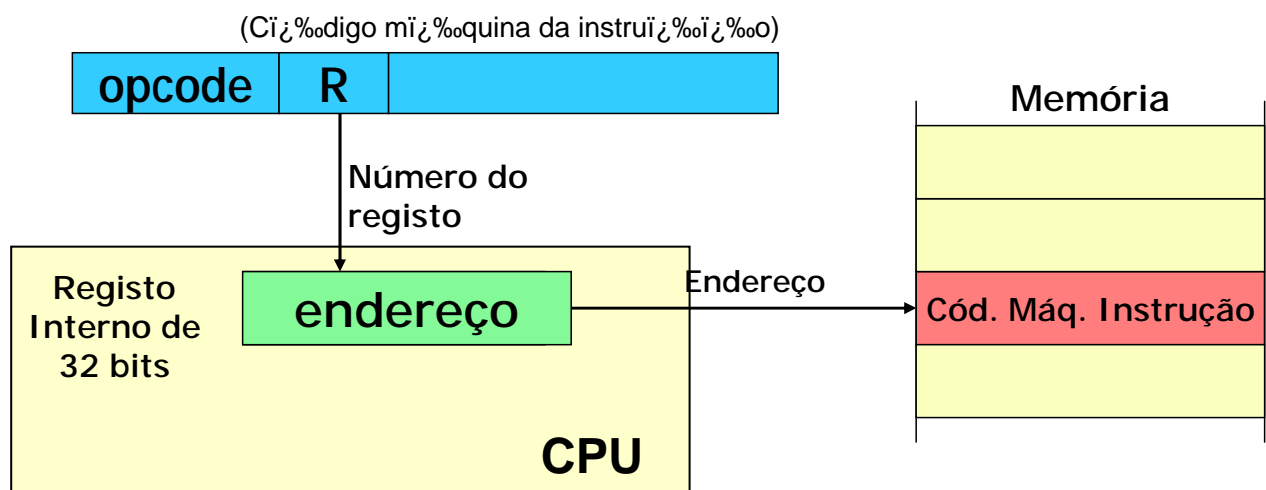 (Cï¿‰digo mï¿‰quina da instruï¿‰ï¿‰o)
opcode R
Memória
Número do
registo
Registo
Interno de
32 bits
endereço
Endereço
Cód. Máq. Instrução
CPU